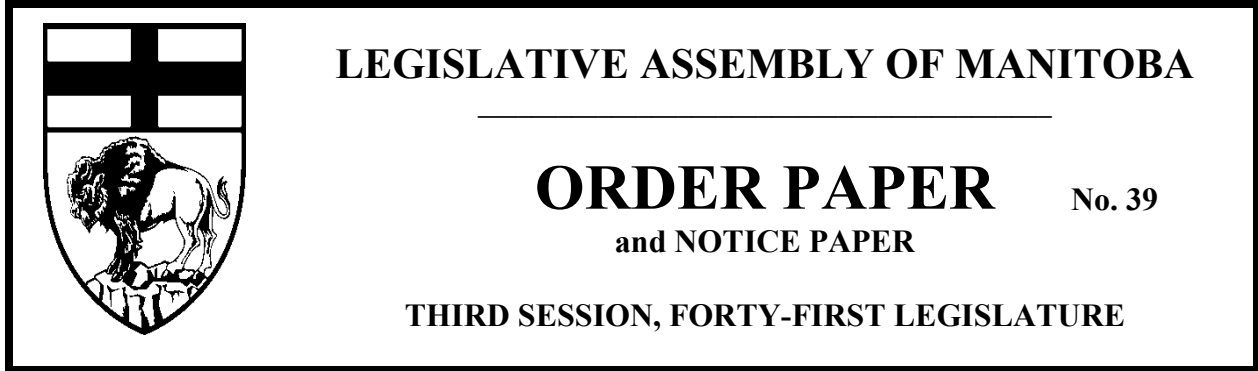 LEGISLATIVE ASSEMBLY OF MANITOBA
ORDER PAPER No. 39
and NOTICE PAPER
THIRD SESSION, FORTY-FIRST LEGISLATURE